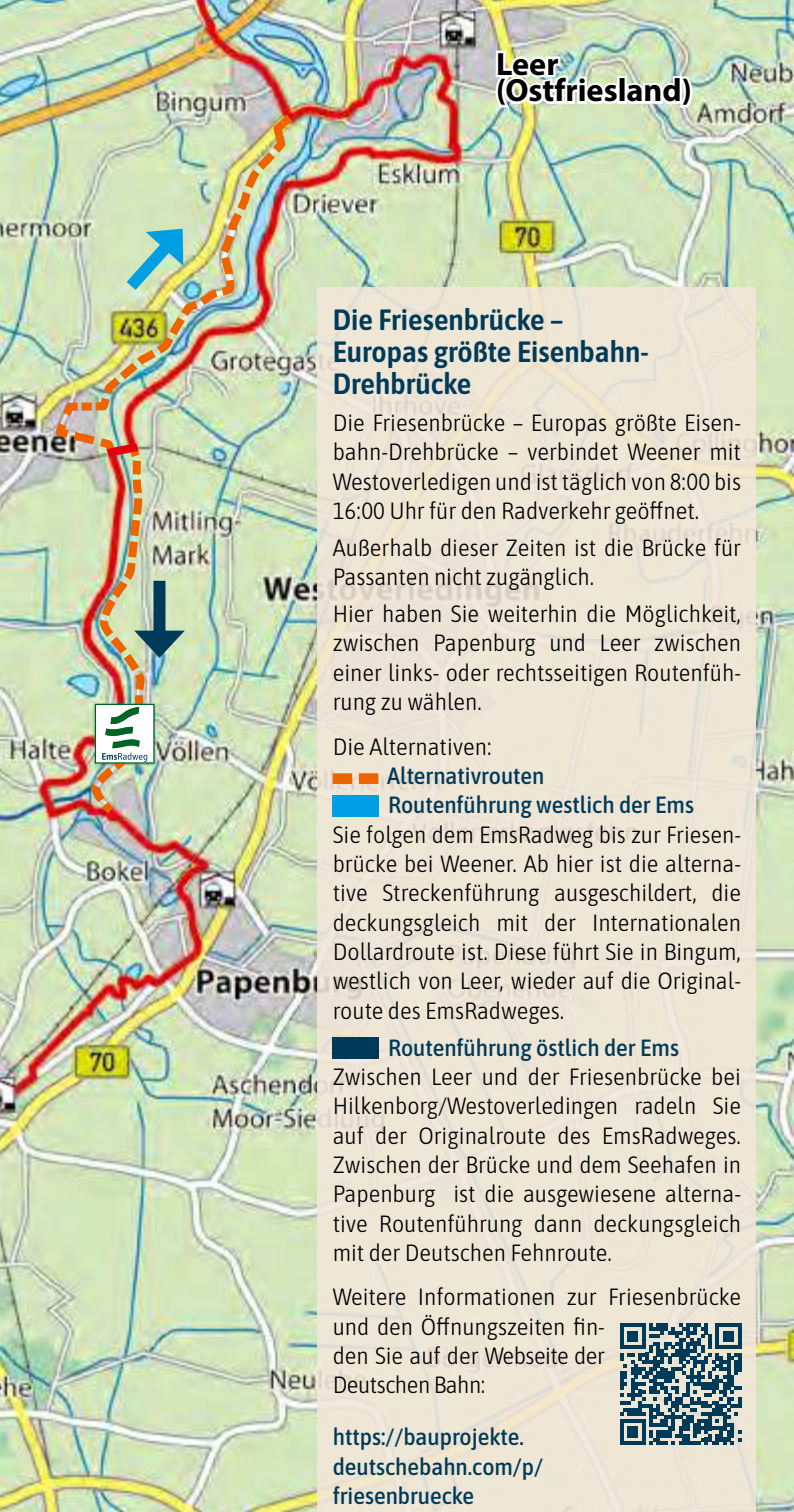 Leer
(Ostfriesland)
Neub
Amdorf
Bingum
Esklum
Driever
ermoor
70
436
Grotegas
eener
Mitling-
Mark
Westoverledingen
Halte
EmsRadweg
Völlen
Bokel
Papenburg
70
Aschendo
Moor-Siedlung
Neu
he
hor
en
Hah
Die Friesenbrücke –
Europas größte Eisenbahn-
Drehbrücke
Die Friesenbrücke – Europas größte Eisen-
bahn-Drehbrücke – verbindet Weener mit
Westoverledigen und ist täglich von 8:00 bis
16:00 Uhr für den Radverkehr geöffnet.
Außerhalb dieser Zeiten ist die Brücke für
Passanten nicht zugänglich.
Hier haben Sie weiterhin die Möglichkeit,
zwischen Papenburg und Leer zwischen
einer links- oder rechtsseitigen Routenfüh-
rung zu wählen.
Die Alternativen:
Alternativrouten
Routenführung westlich der Ems
Sie folgen dem EmsRadweg bis zur Friesen-
brücke bei Weener. Ab hier ist die alterna-
tive Streckenführung ausgeschildert, die
deckungsgleich mit der Internationalen
Dollardroute ist. Diese führt Sie in Bingum,
westlich von Leer, wieder auf die Original-
route des EmsRadweges.
Routenführung östlich der Ems
Zwischen Leer und der Friesenbrücke bei
Hilkenborg/Westoverledingen radeln Sie
auf der Originalroute des EmsRadweges.
Zwischen der Brücke und dem Seehafen in
Papenburg ist die ausgewiesene alterna-
tive Routenführung dann deckungsgleich
mit der Deutschen Fehnroute.
Weitere Informationen zur Friesenbrücke
und den Öffnungszeiten fin-
den Sie auf der Webseite der
Deutschen Bahn:
https://bauprojekte.
deutschebahn.com/p/
friesenbruecke